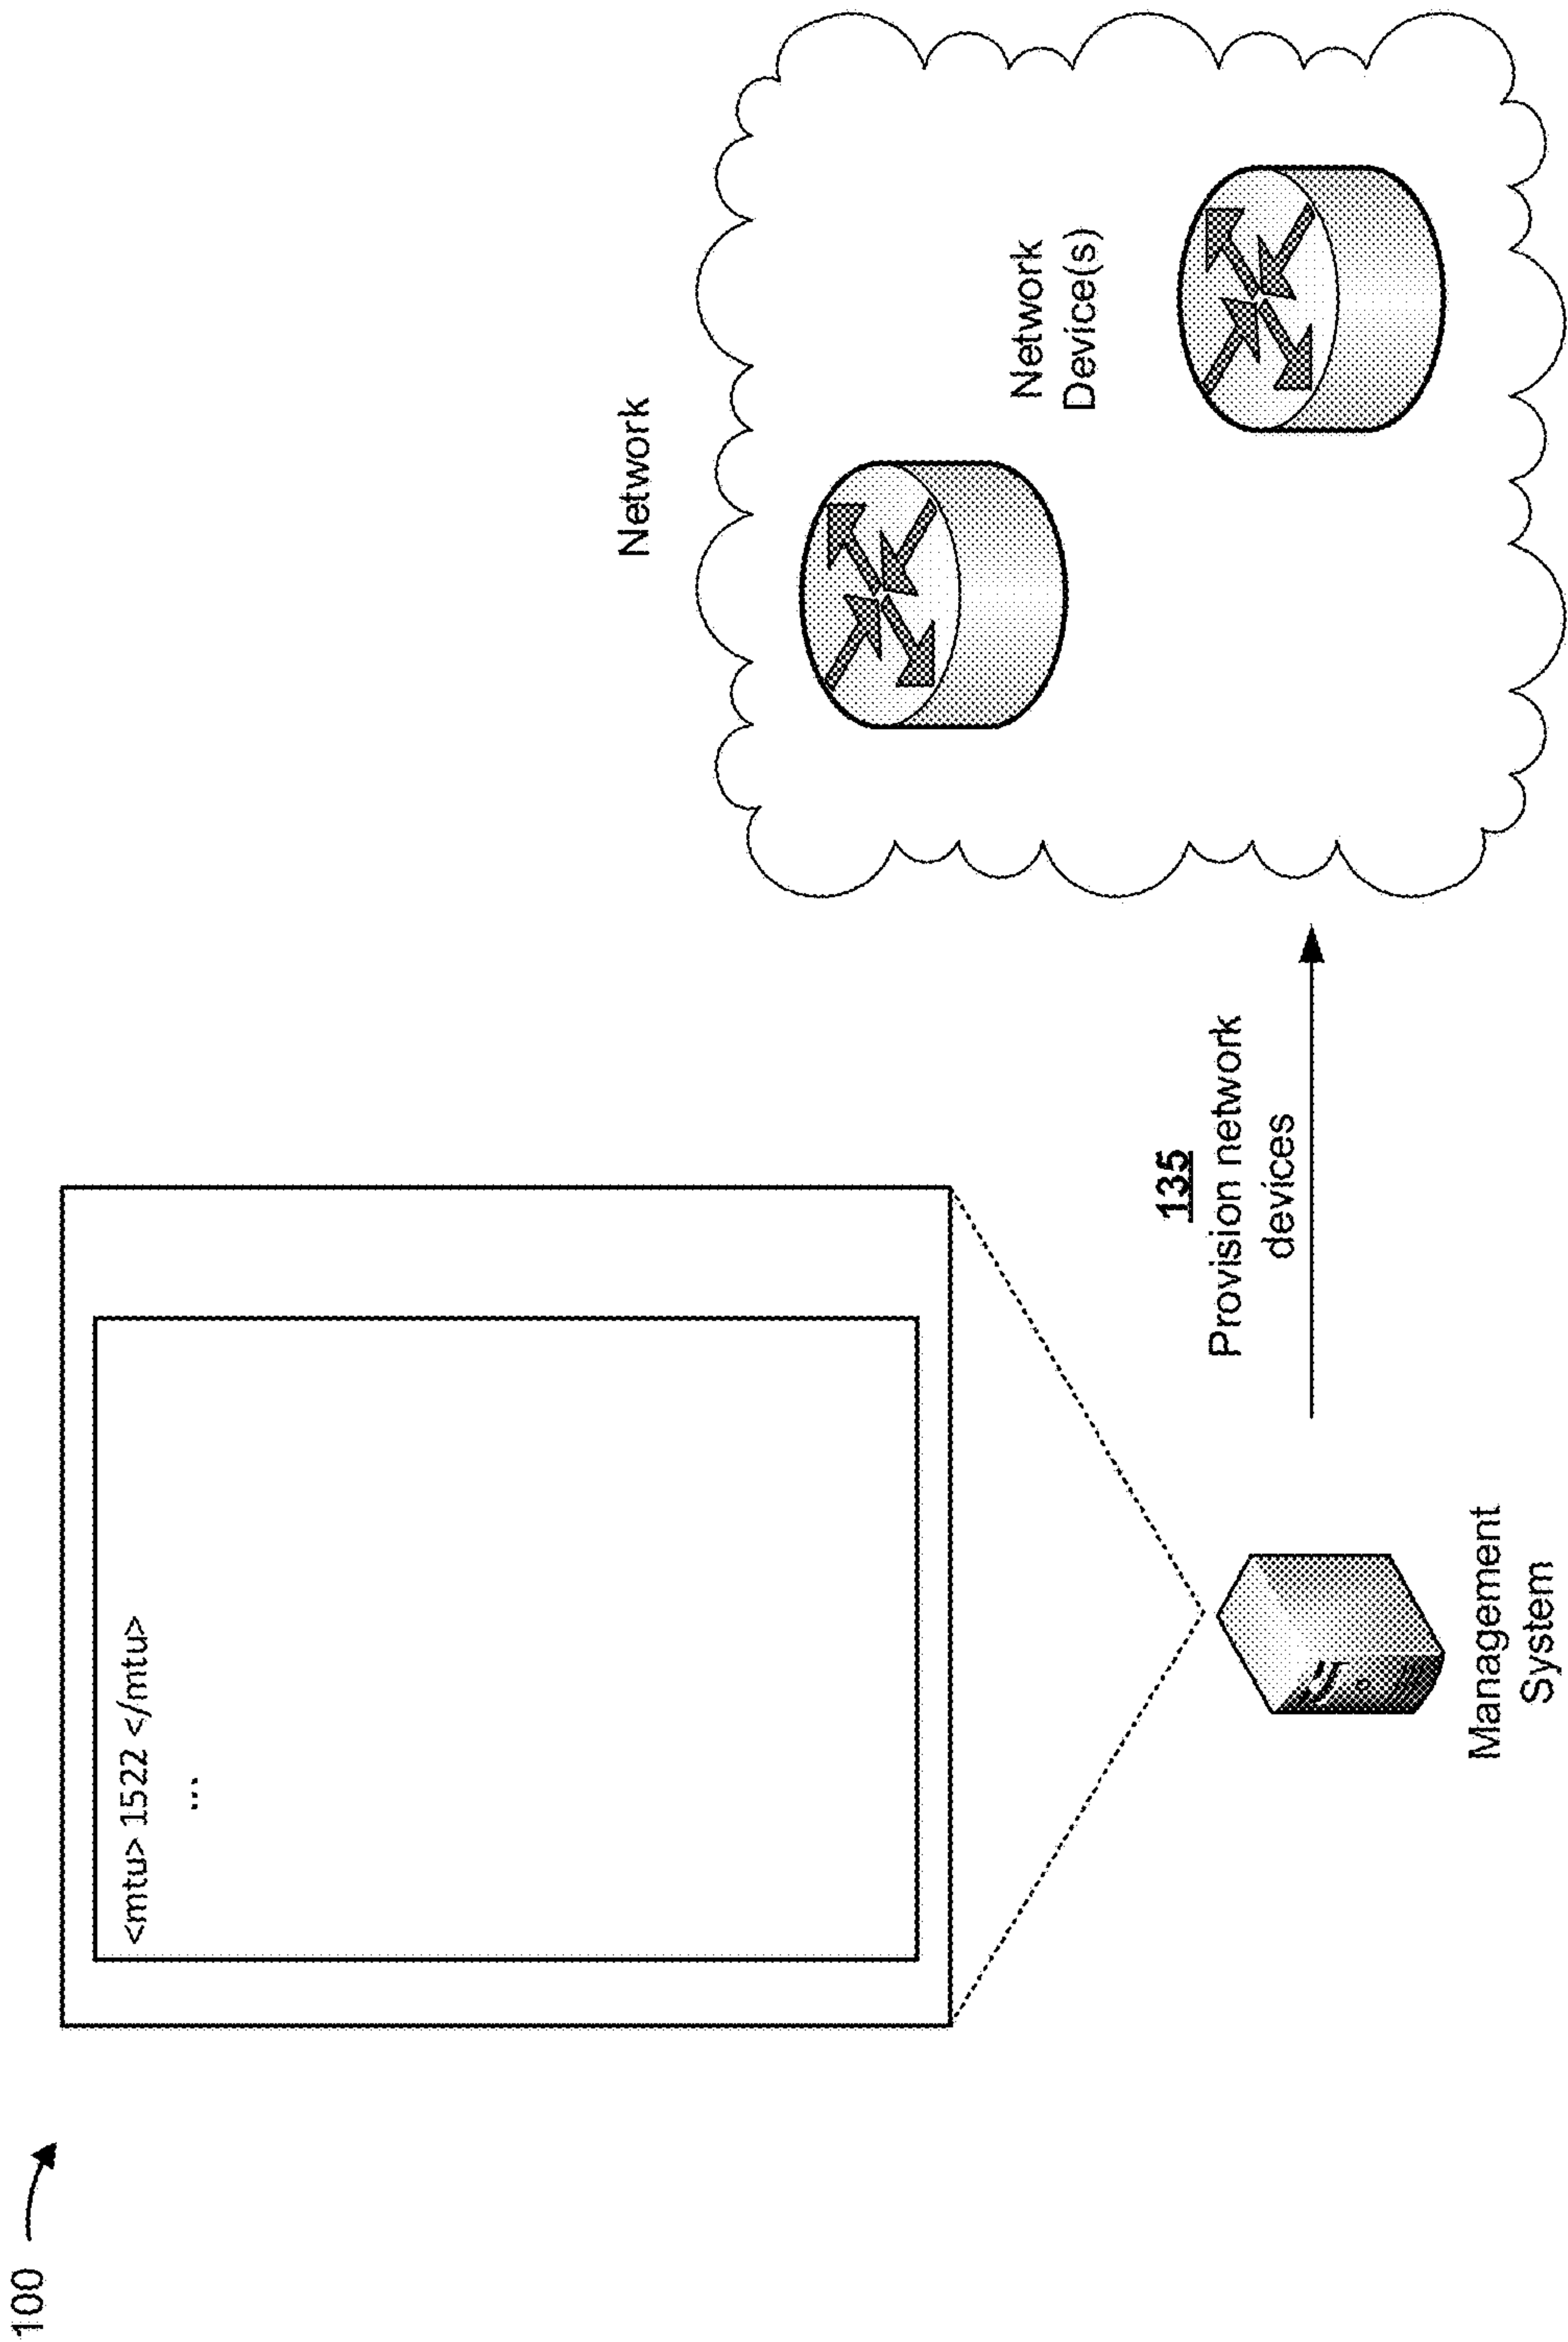 100
<mtu> 1522 </mtu>
...
Network
Network
Device(s)
135
Provision network
devices
Management
System